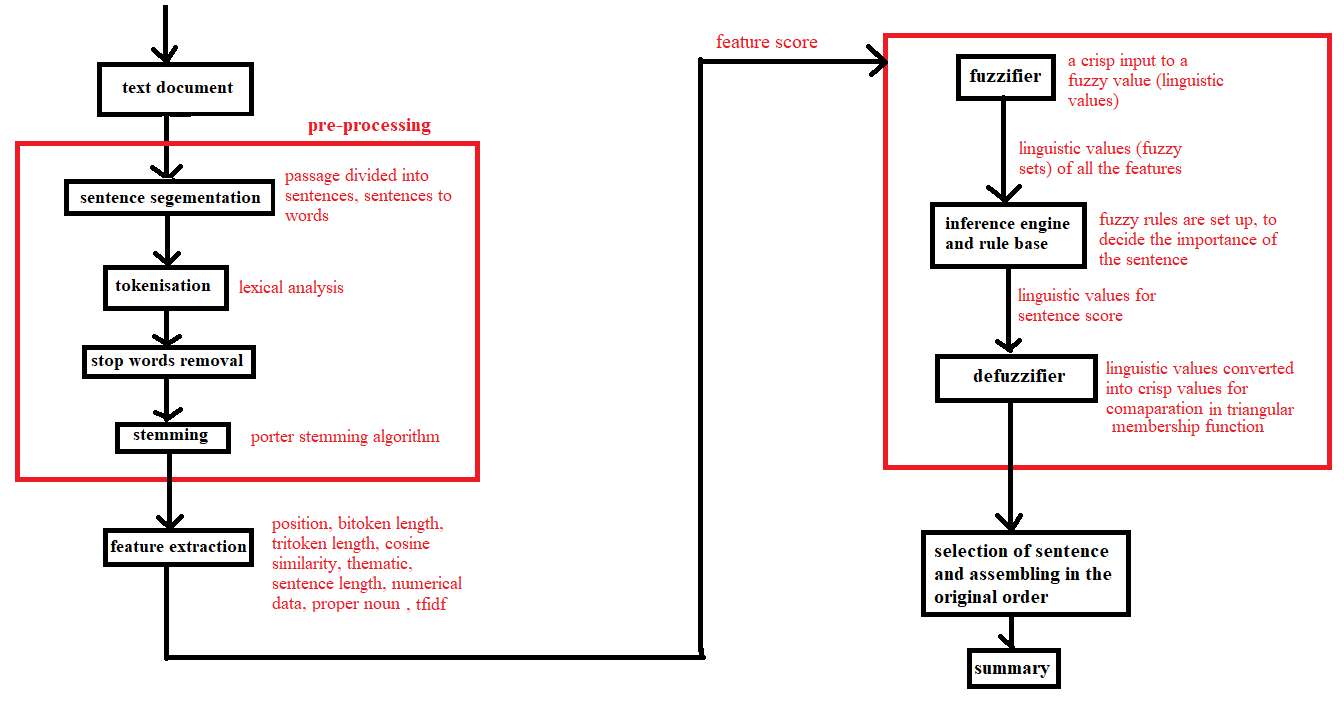 text document
pre-processing
sentence segementation
passage divided into
sentences, sentences to
words
tokenisation
lexical analysis
stop words removal
stemming
porter stemming algorithm
feature extraction
position, bitoken length,
tritoken length, cosine
similarity, thematic,
sentence length, numerical
data, proper noun , tfidf
feature score
fuzzifier
a crisp input to a
fuzzy value (linguistic
values)
linguistic values (fuzzy
sets) of all the features
inference engine
and rule base
fuzzy rules are set up, to
decide the importance of
the sentence
linguistic values for
sentence score
defuzzifier
linguistic values converted
into crisp values for
comaparation in triangular
membership function
selection of sentence
and assembling in the
original order
summary